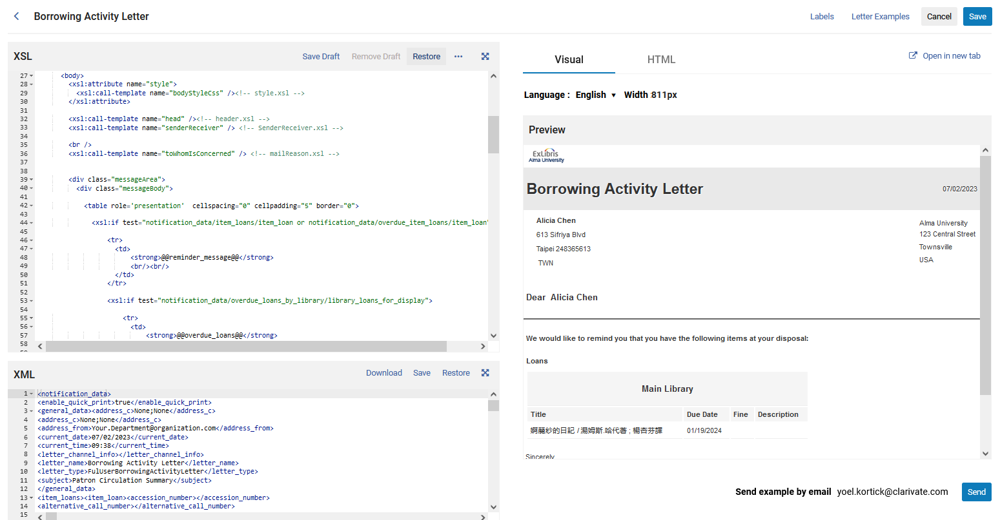 Borrowing Activity Letter
Labels
Letter Examples
Cancel
Save
XSL
Save Draft
Remove Draft
Restore
27 <body>
28 <xsl:attribute name="style">
29 <xsl:call-template name="bodyStyleCss" /><!-- style.xsl -->
30 </xsl:attribute>
31
32 <xsl:call-template name="head" /><!-- header.xsl -->
33 <xsl:call-template name="senderReceiver" /> <!-- SenderReceiver.xsl -->
34
35 <br />
36 <xsl:call-template name="toWhomIsConcerned" /> <!-- mailReason.xsl -->
37
38
39 <div class="messageArea">
40 <div class="messageBody">
41
42 <table role='presentation'  cellspacing="0" cellpadding="5" border="0">
43
44 <xsl:if test="notification_data/item_loans/item_loan or notification_data/overdue_item_loans/item_loan"
45
46 <tr>
47 <td>
48 <strong>@@reminder_message@@</strong>
49 <br/><br/>
50 </td>
51 </tr>
52
53 <xsl:if test="notification_data/overdue_loans_by_library/library_loans_for_display">
54
55 <tr>
56 <td>
57 <strong>@@overdue_loans@@</strong>
58
XML
Download
Save
Restore
1 <notification_data>
2 <enable_quick_print>true</enable_quick_print>
3 <general_data><address_c>None;None</address_c>
4 <address_c>None;None</address_c>
5 <address_from>Your.Department@organization.com</address_from>
6 <current_date>07/02/2023</current_date>
7 <current_time>09:38</current_time>
8 <letter_channel_info></letter_channel_info>
9 <letter_name>Borrowing Activity Letter</letter_name>
10 <letter_type>FulUserBorrowingActivityLetter</letter_type>
11 <subject>Patron Circulation Summary</subject>
12 </general_data>
13 <item_loans><item_loan><accession_number></accession_number>
14 <alternative_call_number></alternative_call_number>
15
Visual
HTML
Open in new tab
Language : English Width :811px
Preview
ExLibris
Alma University
Borrowing Activity Letter
07/02/2023
Alicia Chen
613 Sifriya Blvd
Taipei 248365613
TWN
Alma University
123 Central Street
Townsville
USA
Dear  Alicia Chen
We would like to remind you that you have the following items at your disposal:
Loans
Main Library
Title Due Date Fine Description
婀麗紗的日記 / 湯姆斯.哈代著 ; 楊杏芬譯 01/19/2024
Sincerely
Send example by email yoel.kortick@clarivate.com Send